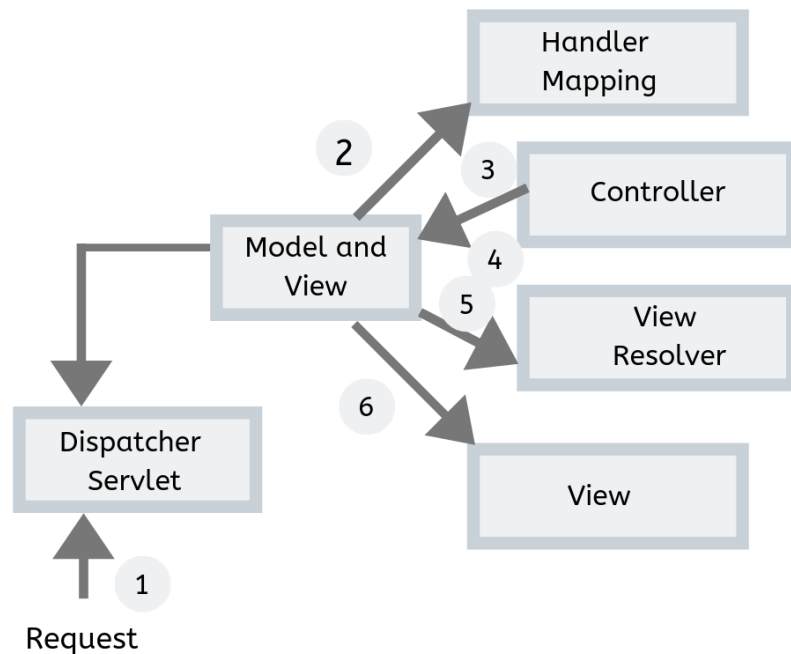 Handler
Mapping
2
3
Controller
Model and
View
4
5
View
Resolver
6
Dispatcher
Servlet
View
1
Request